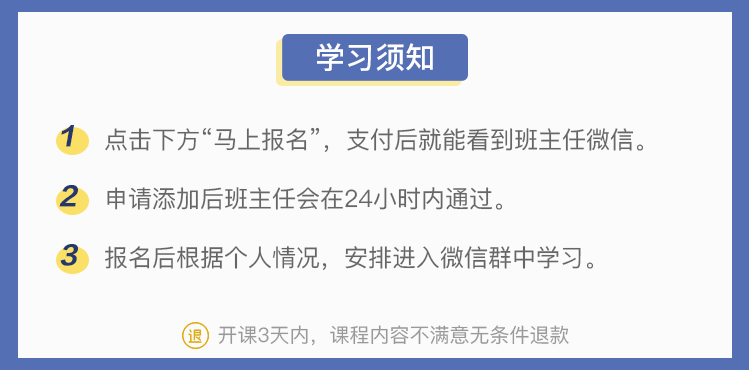 学习须知
1 点击下方“马上报名”，支付后就能看到班主任微信。
2 申请添加后班主任会在24小时内通过。
3 报名后根据个人情况，安排进入微信群中学习。
退 开课3天内，课程内容不满意无条件退款